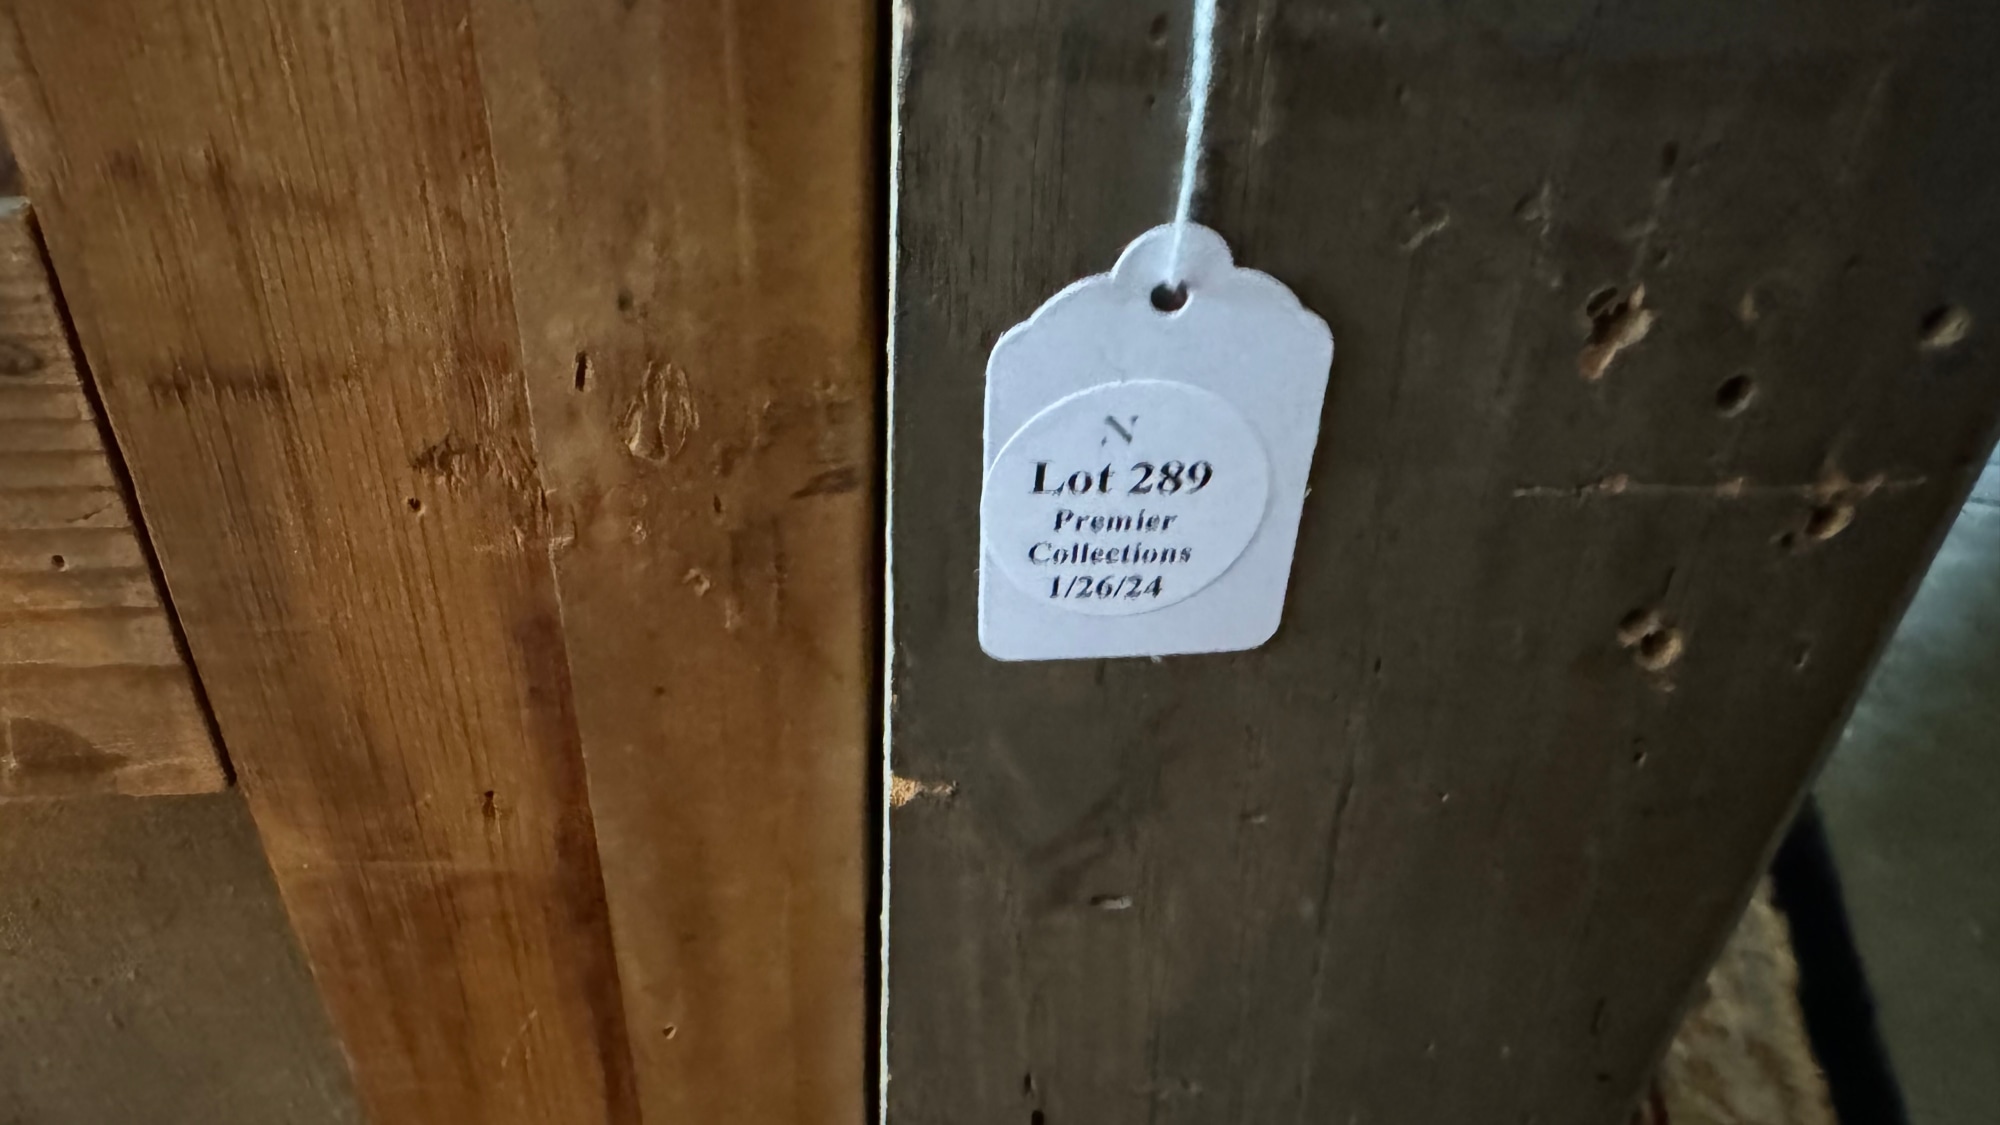 N
Lot 289
Premier
Collections
1/26/24